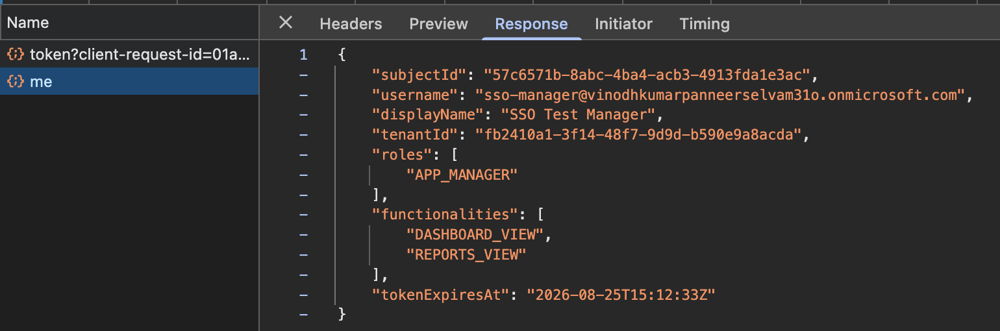 Name
Headers Preview Response Initiator Timing
token?client-request-id=01a...
me
1 {
- "subjectId": "57c6571b-8abc-4ba4-acb3-4913fda1e3ac",
- "username": "sso-manager@vinodhkumarpanneerselvam31o.onmicrosoft.com",
- "displayName": "SSO Test Manager",
- "tenantId": "fb2410a1-3f14-48f7-9d9d-b590e9a8acda",
- "roles": [
- "APP_MANAGER"
- ],
- "functionalities": [
- "DASHBOARD_VIEW",
- "REPORTS_VIEW"
- ],
- "tokenExpiresAt": "2026-08-25T15:12:33Z"
- }